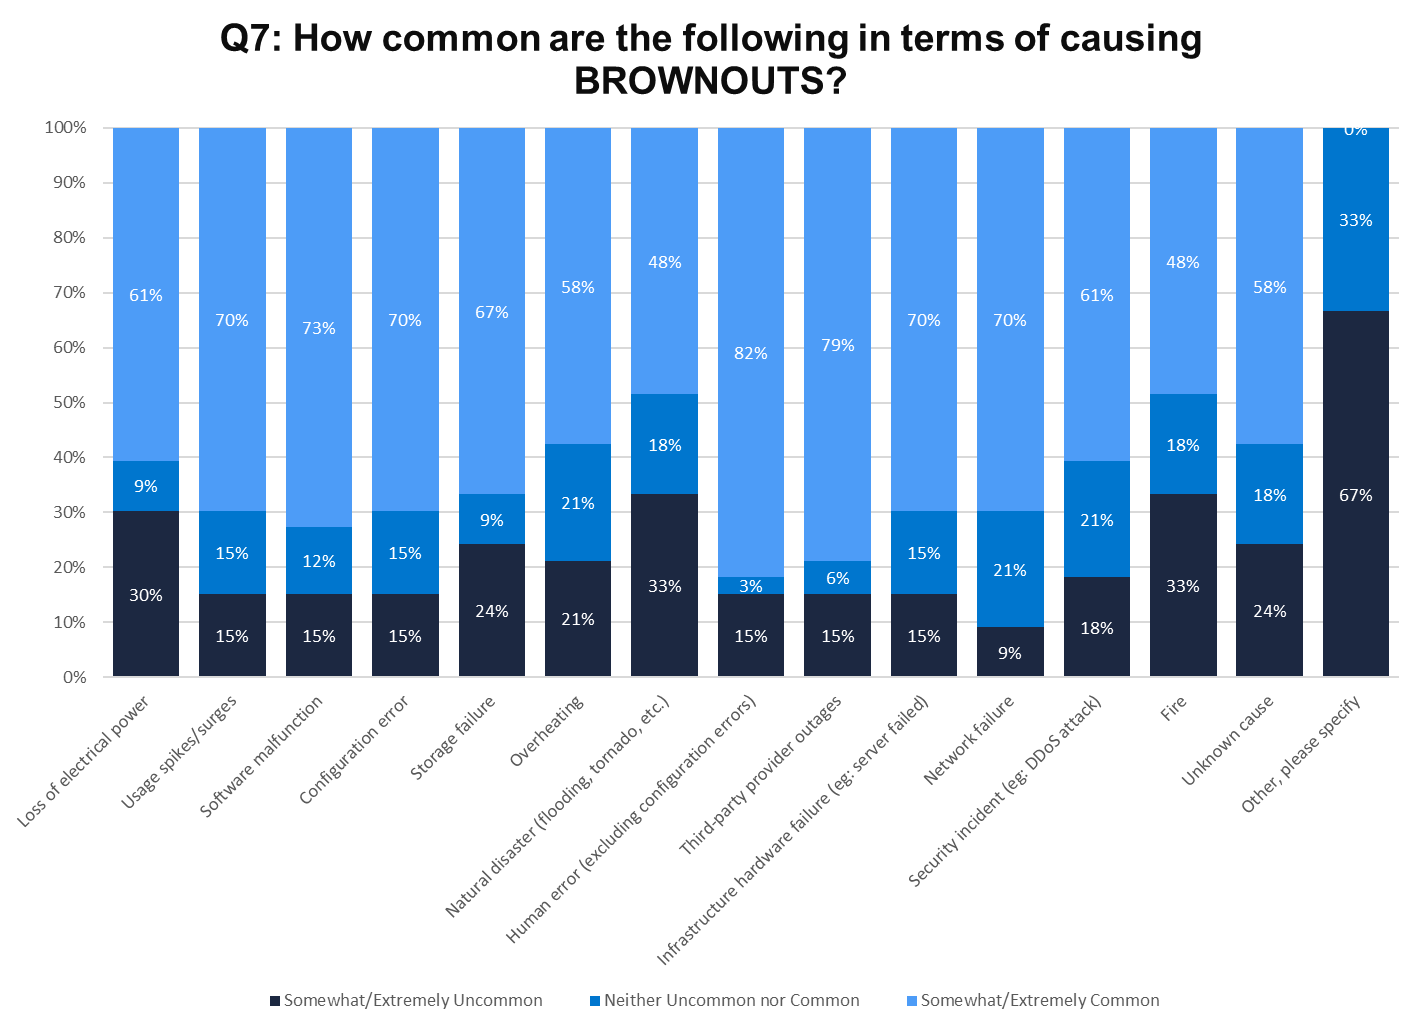 Q7: How common are the following in terms of causing
BROWNOUTS?
100%
90%
80%
70%
60%
50%
40%
30%
20%
10%
0%
61%
9%
30%
70%
15%
15%
73%
12%
15%
70%
15%
15%
67%
9%
24%
58%
21%
21%
48%
18%
33%
82%
3%
15%
79%
6%
15%
70%
15%
15%
70%
21%
9%
61%
21%
18%
48%
18%
33%
58%
18%
24%
0%
33%
67%
Loss of electrical power
Usage spikes/surges
Software malfunction
Configuration error
Storage failure
Overheating
Natural disaster (flooding, tornado, etc.)
Human error (excluding configuration errors)
Third-party provider outages
Infrastructure hardware failure (eg: server failed)
Network failure
Security incident (eg: DDoS attack)
Fire
Unknown cause
Other, please specify
Somewhat/Extremely Uncommon
Neither Uncommon nor Common
Somewhat/Extremely Common